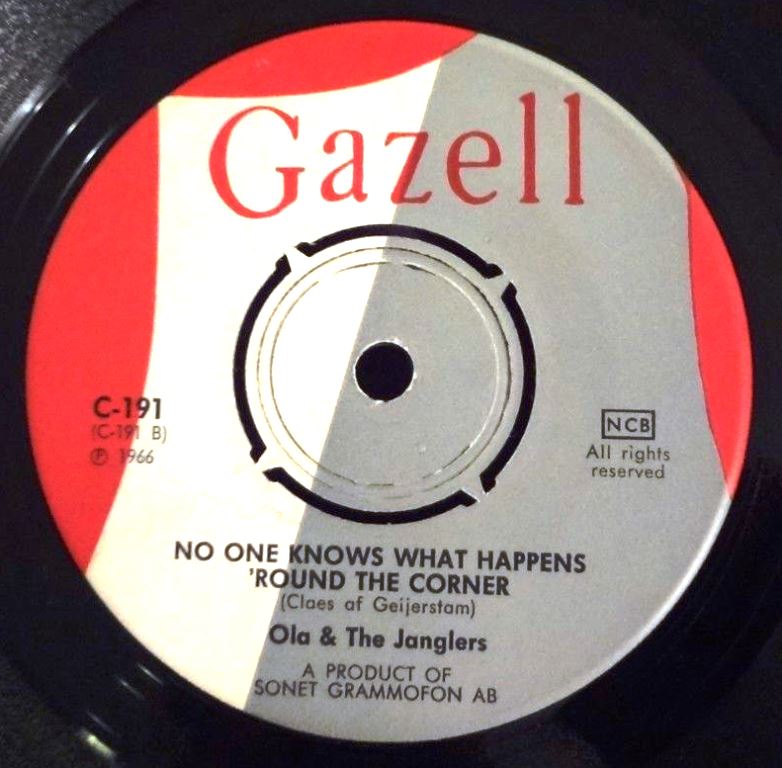 Gazell
C-191
(C-191 B)
℗ 1966
NCB
All rights
reserved
NO ONE KNOWS WHAT HAPPENS
'ROUND THE CORNER
(Claes af Geijerstam)
Ola & The Janglers
A PRODUCT OF
SONET GRAMMOFON AB